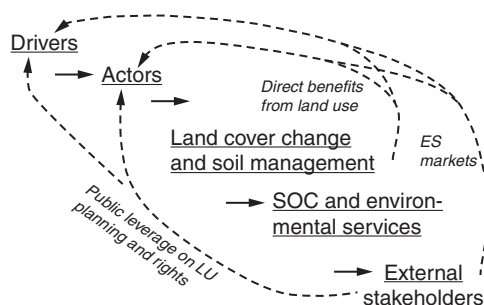 Drivers
Actors
Direct benefits
from land use
Land cover change
and soil management
ES
markets
SOC and environ-
mental services
Public leverage on LU
planning and rights
External
stakeholders